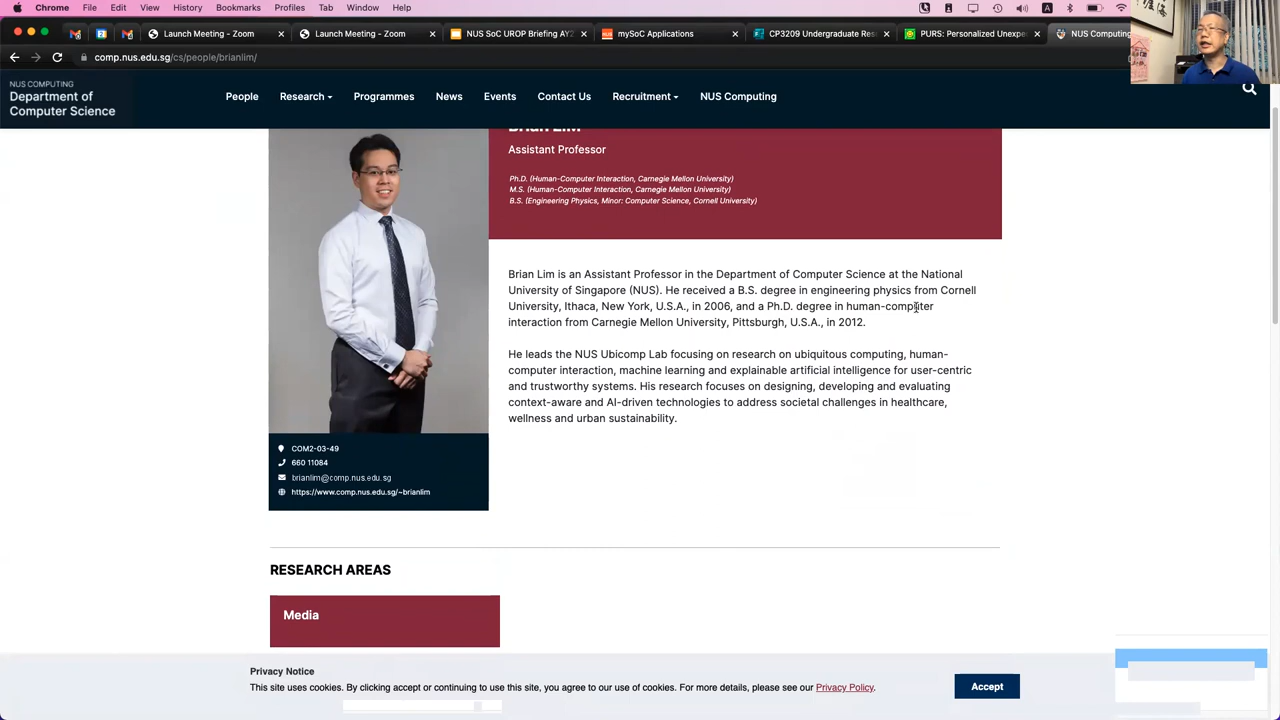 Chrome File Edit View History Bookmarks Profiles Tab Window Help
Launch Meeting - Zoom
Launch Meeting - Zoom
NUS SoC UROP Briefing AY2
mySoC Applications
CP3209 Undergraduate Res
PURS: Personalized Unexpe
NUS Computing
comp.nus.edu.sg/cs/people/brianlim/
NUS COMPUTING
Department of
Computer Science
People Research Programmes News Events Contact Us Recruitment NUS Computing
Brian Lim
Assistant Professor
Ph.D. (Human-Computer Interaction, Carnegie Mellon University)
M.S. (Human-Computer Interaction, Carnegie Mellon University)
B.S. (Engineering Physics, Minor: Computer Science, Cornell University)
Brian Lim is an Assistant Professor in the Department of Computer Science at the National
University of Singapore (NUS). He received a B.S. degree in engineering physics from Cornell
University, Ithaca, New York, U.S.A., in 2006, and a Ph.D. degree in human-computer
interaction from Carnegie Mellon University, Pittsburgh, U.S.A., in 2012.
He leads the NUS Ubicomp Lab focusing on research on ubiquitous computing, human-
computer interaction, machine learning and explainable artificial intelligence for user-centric
and trustworthy systems. His research focuses on designing, developing and evaluating
context-aware and AI-driven technologies to address societal challenges in healthcare,
wellness and urban sustainability.
COM2-03-49
660 11084
brianlim@comp.nus.edu.sg
https://www.comp.nus.edu.sg/~brianlim
RESEARCH AREAS
Media
Privacy Notice
This site uses cookies. By clicking accept or continuing to use this site, you agree to our use of cookies. For more details, please see our Privacy Policy.
Accept